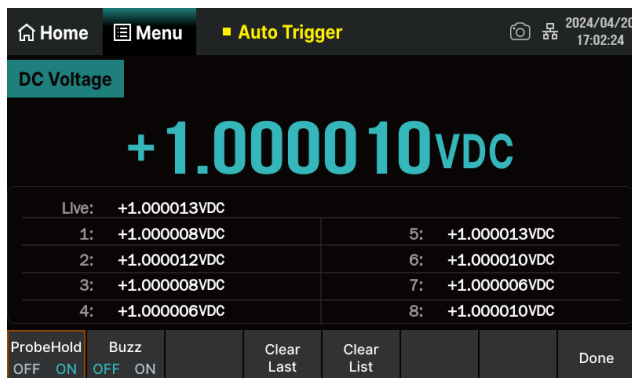 Home Menu Auto Trigger 2024/04/20
17:02:24
DC Voltage
+1.000010VDC
Live: +1.000013VDC
1: +1.000008VDC 5: +1.000013VDC
2: +1.000012VDC 6: +1.000010VDC
3: +1.000008VDC 7: +1.000006VDC
4: +1.000006VDC 8: +1.000010VDC
ProbeHold Buzz Clear Clear Done
OFF ON OFF ON Last List